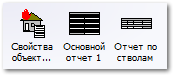 Свойства
объект...
Основной
отчет 1
Отчет по
стволам